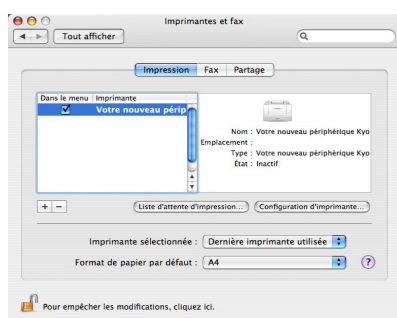 Imprimantes et fax
Tout afficher
Impression Fax Partage
Dans le menu Imprimante
Votre nouveau périp
Nom : Votre nouveau périphérique Kyo
Emplacement :
Type : Votre nouveau périphérique Kyo
État : Inactif
+ −
Liste d'attente d'impression... Configuration d'imprimante...
Imprimante sélectionnée : Dernière imprimante utilisée
Format de papier par défaut : A4 ?
Pour empêcher les modifications, cliquez ici.